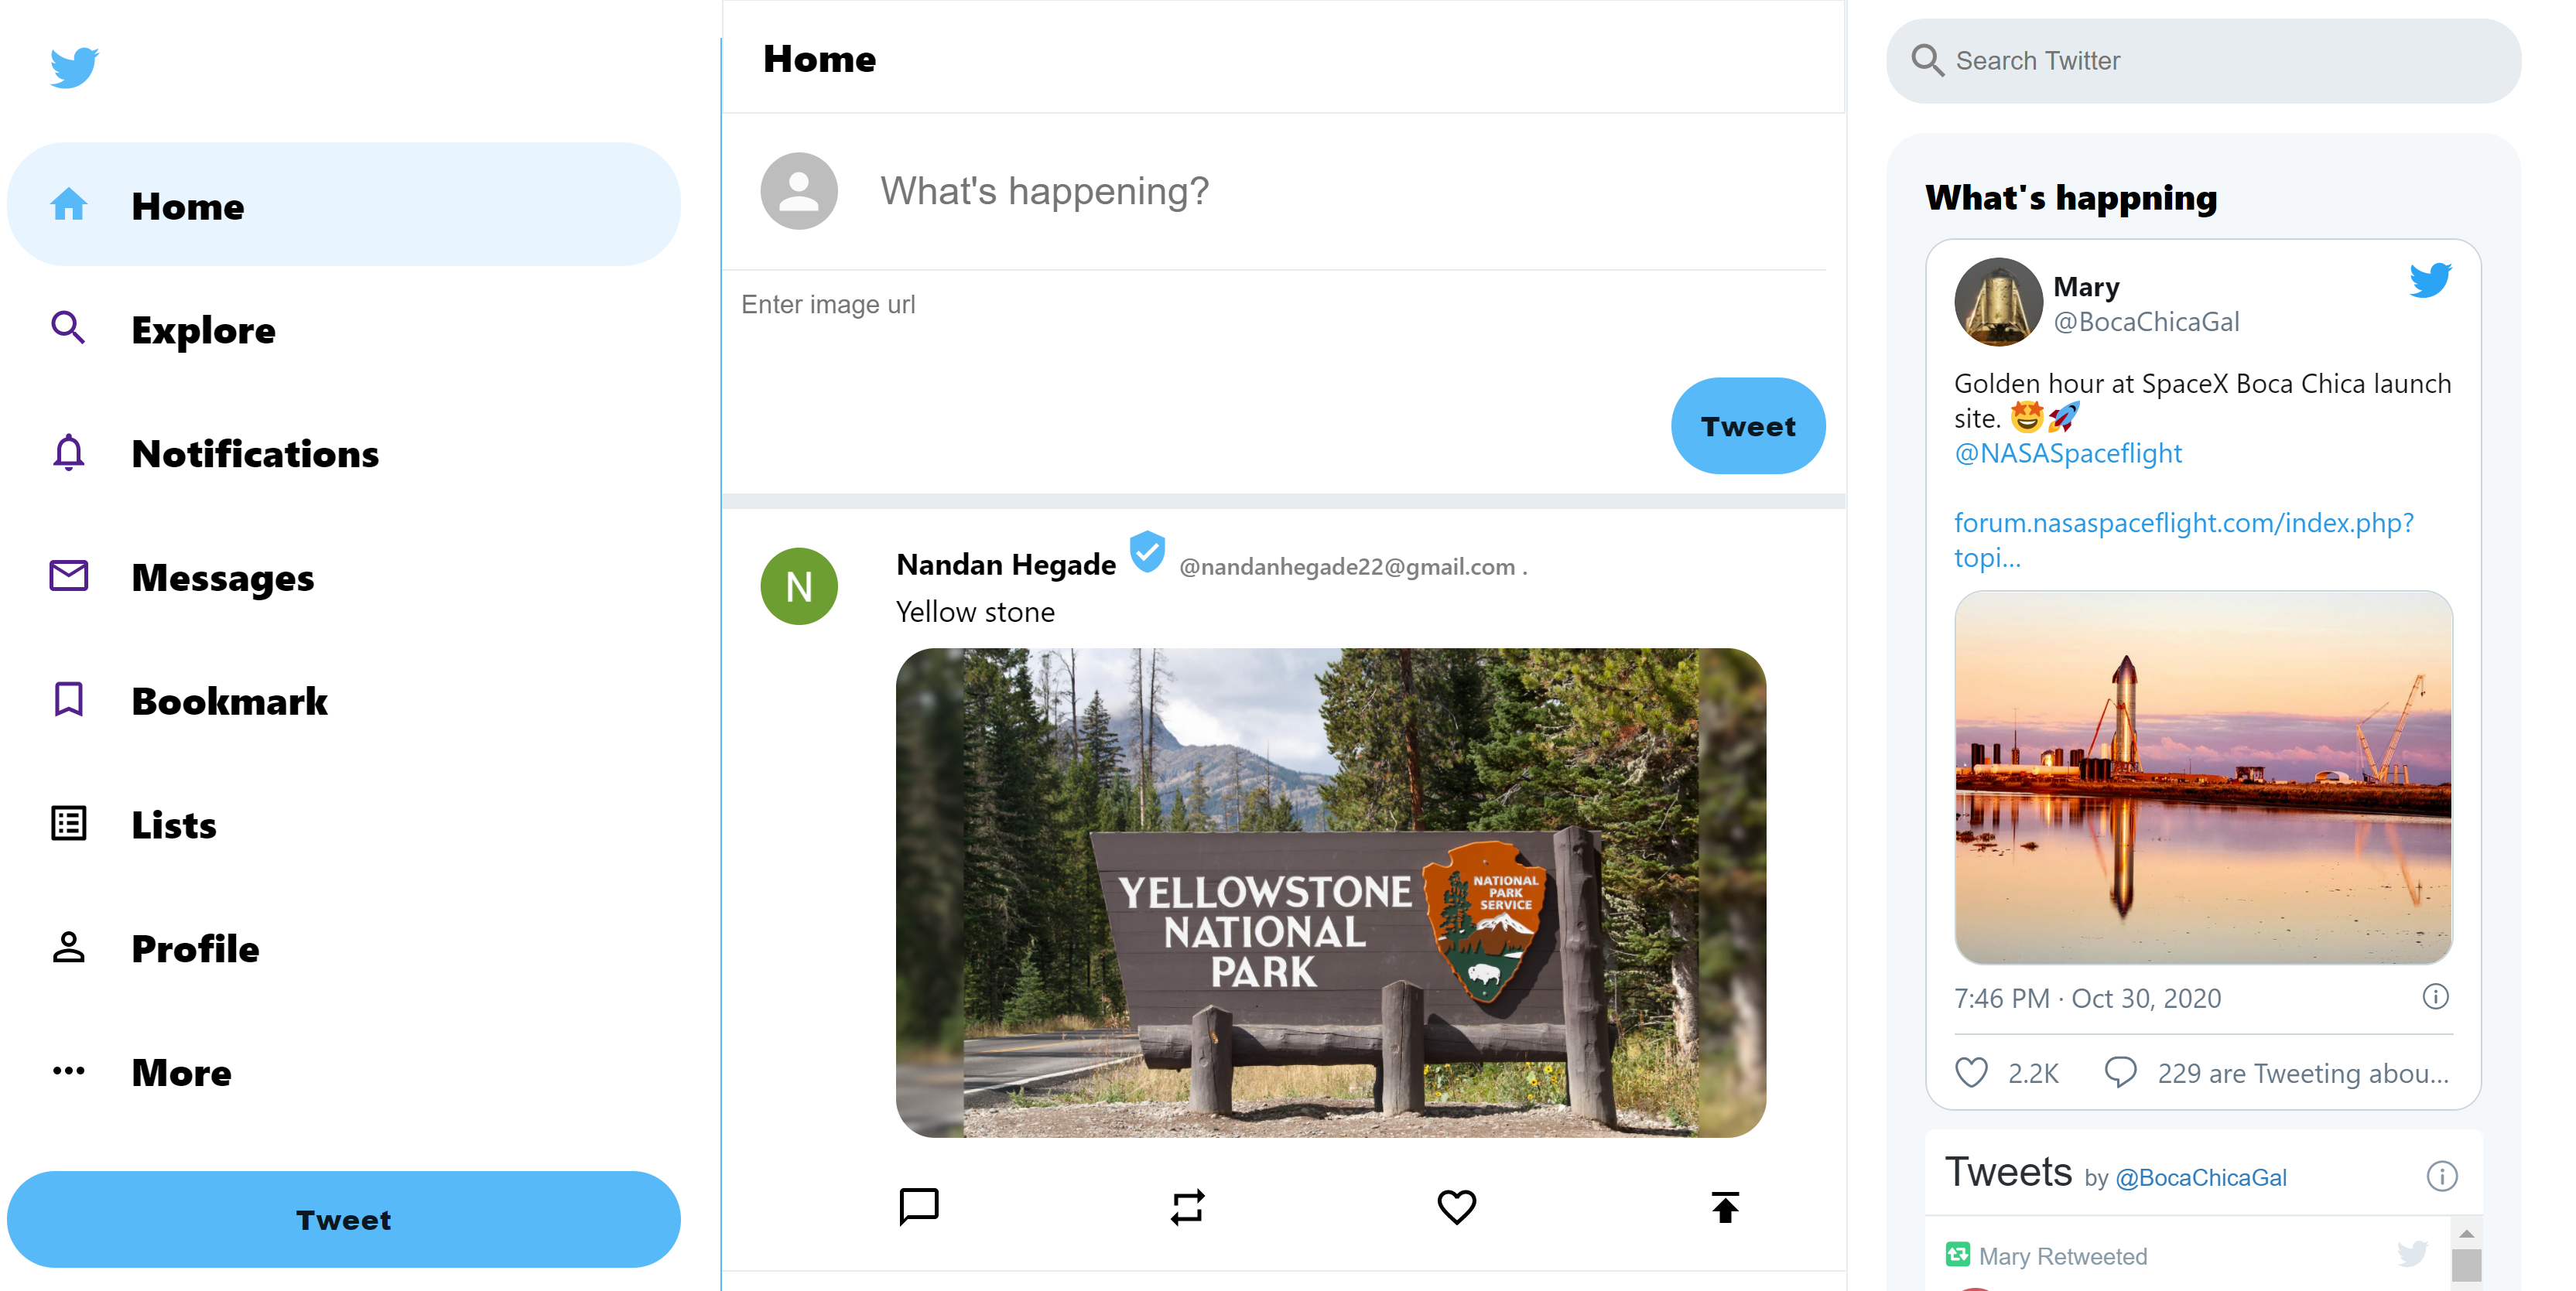 Home
Explore
Notifications
Messages
Bookmark
Lists
Profile
More
Tweet
Home
What's happening?
Enter image url
Tweet
N
Nandan Hegade @nandanhegade22@gmail.com .
Yellow stone
YELLOWSTONE
NATIONAL
PARK
NATIONAL
PARK
SERVICE
Search Twitter
What's happning
Mary
@BocaChicaGal
Golden hour at SpaceX Boca Chica launch
site. 🤩🚀
@NASASpaceflight
forum.nasaspaceflight.com/index.php?
topi...
7:46 PM · Oct 30, 2020
2.2K 229 are Tweeting abou...
Tweets by @BocaChicaGal
Mary Retweeted